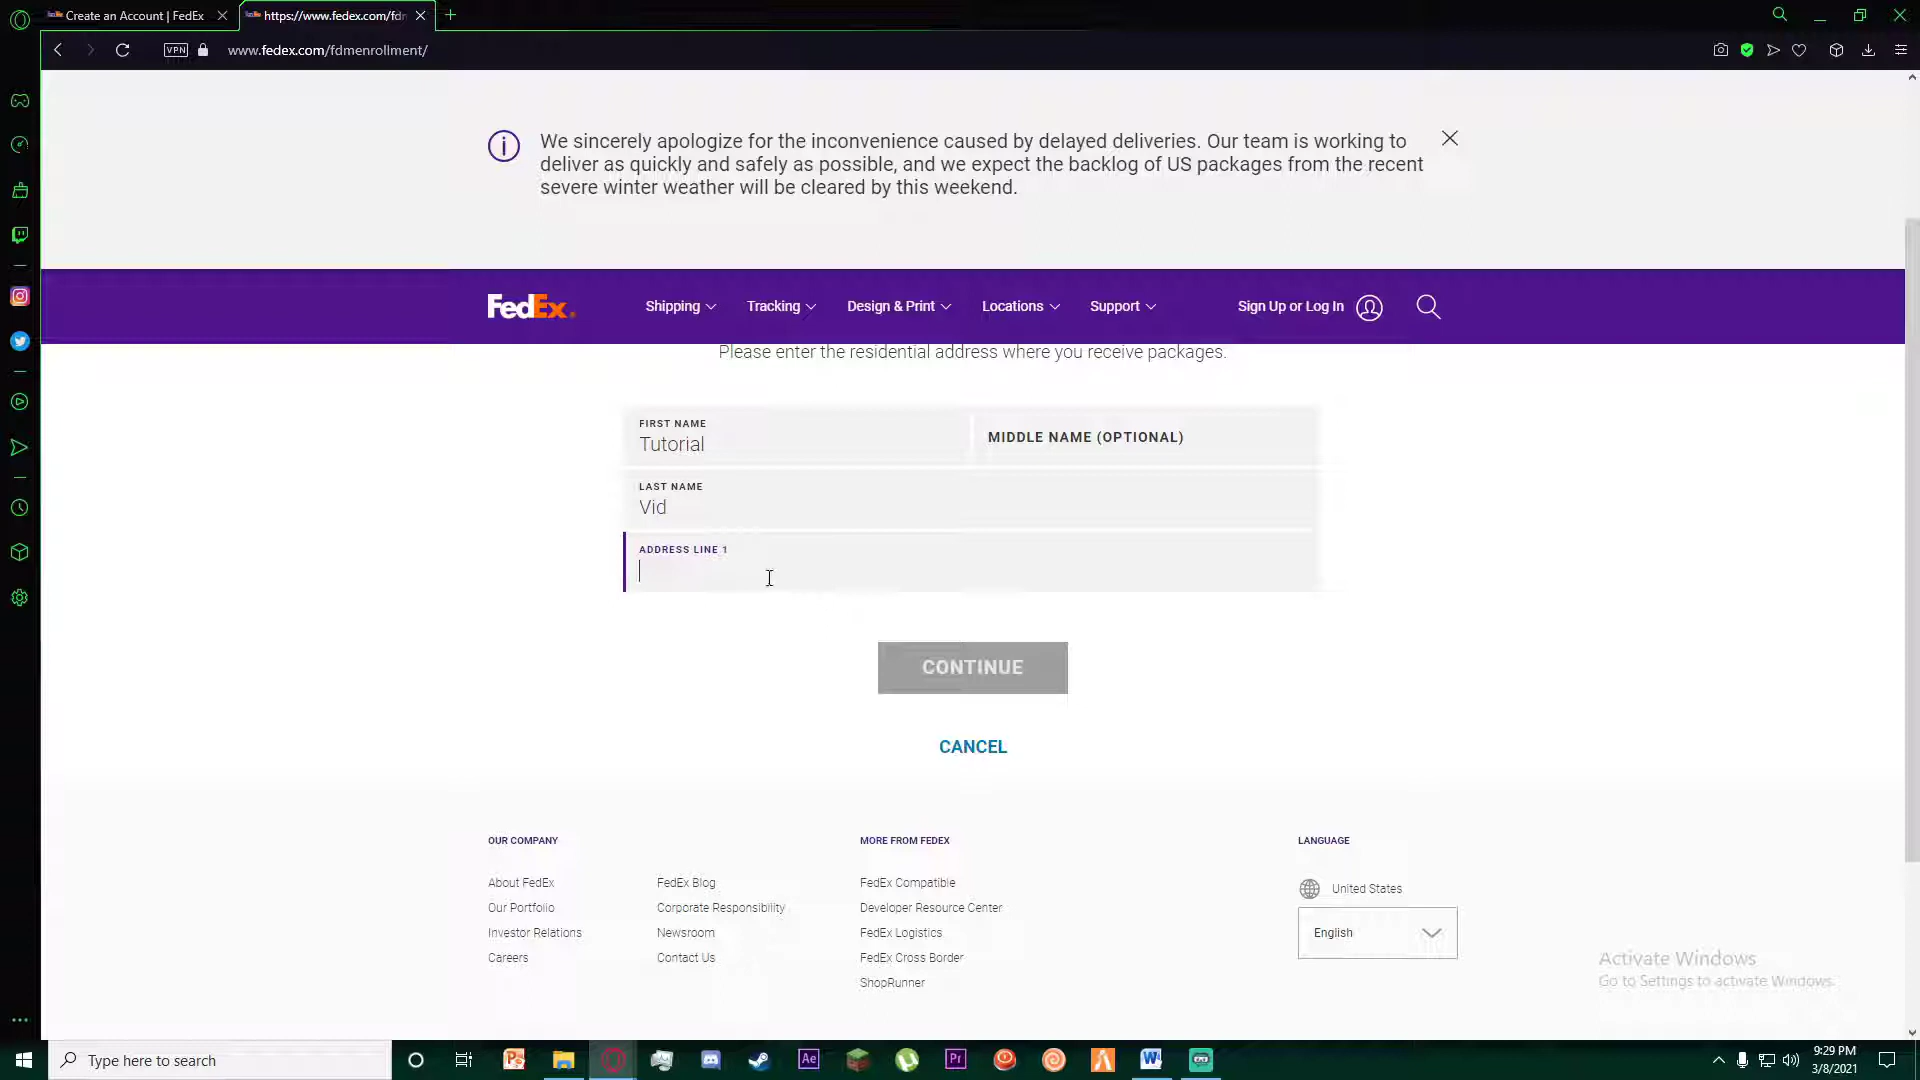 Create an Account | FedEx
https://www.fedex.com/fdm
VPN
www.fedex.com/fdmenrollment/
We sincerely apologize for the inconvenience caused by delayed deliveries. Our team is working to
deliver as quickly and safely as possible, and we expect the backlog of US packages from the recent
severe winter weather will be cleared by this weekend.
FedEx
Shipping
Tracking
Design & Print
Locations
Support
Sign Up or Log In
Please enter the residential address where you receive packages.
FIRST NAME
Tutorial
MIDDLE NAME (OPTIONAL)
LAST NAME
Vid
ADDRESS LINE 1
CONTINUE
CANCEL
OUR COMPANY
About FedEx
Our Portfolio
Investor Relations
Careers
FedEx Blog
Corporate Responsibility
Newsroom
Contact Us
MORE FROM FEDEX
FedEx Compatible
Developer Resource Center
FedEx Logistics
FedEx Cross Border
ShopRunner
LANGUAGE
United States
English
Activate Windows
Go to Settings to activate Windows.
Type here to search
Ae
Pr
W
9:29 PM
3/8/2021